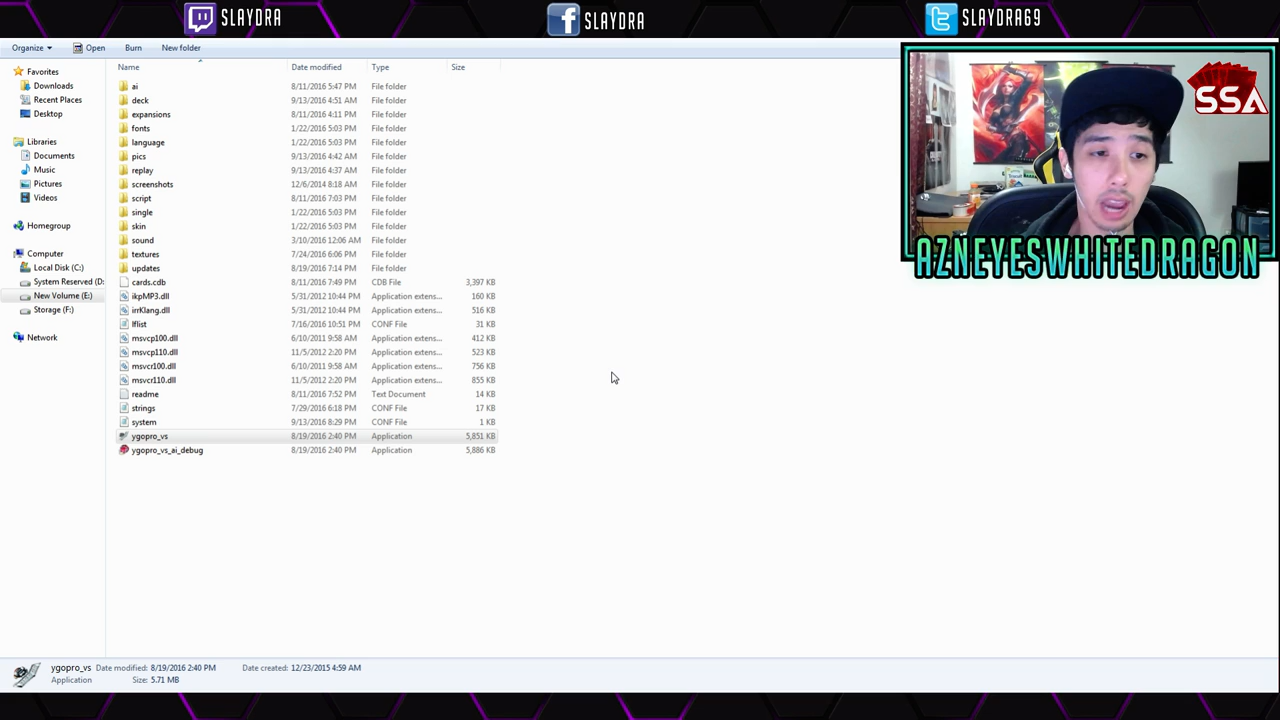 SLAYDRA
SLAYDRA
SLAYDRA69
Organize
Open
Burn
New folder
Name
Date modified
Type
Size
Favorites
Downloads
Recent Places
Desktop
Libraries
Documents
Music
Pictures
Videos
Homegroup
Computer
Local Disk (C:)
System Reserved (D:
New Volume (E:)
Storage (F:)
Network
ai 8/11/2016 5:47 PM File folder
deck 9/13/2016 4:51 AM File folder
expansions 8/11/2016 4:11 PM File folder
fonts 1/22/2016 5:03 PM File folder
language 1/22/2016 5:03 PM File folder
pics 9/13/2016 4:42 AM File folder
replay 9/13/2016 4:37 AM File folder
screenshots 12/6/2014 8:18 AM File folder
script 8/11/2016 7:03 PM File folder
single 1/22/2016 5:03 PM File folder
skin 1/22/2016 5:03 PM File folder
sound 3/10/2016 12:06 AM File folder
textures 7/24/2016 6:06 PM File folder
updates 8/19/2016 7:14 PM File folder
cards.cdb 8/11/2016 7:49 PM CDB File 3,397 KB
ikpMP3.dll 5/31/2012 10:44 PM Application extens... 160 KB
irrKlang.dll 5/31/2012 10:44 PM Application extens... 516 KB
lflist 7/16/2016 10:51 PM CONF File 31 KB
msvcp100.dll 6/10/2011 9:58 AM Application extens... 412 KB
msvcp110.dll 11/5/2012 2:20 PM Application extens... 523 KB
msvcr100.dll 6/10/2011 9:58 AM Application extens... 756 KB
msvcr110.dll 11/5/2012 2:20 PM Application extens... 855 KB
readme 8/11/2016 7:52 PM Text Document 14 KB
strings 7/29/2016 6:18 PM CONF File 17 KB
system 9/13/2016 8:29 PM CONF File 1 KB
ygopro_vs 8/19/2016 2:40 PM Application 5,851 KB
ygopro_vs_ai_debug 8/19/2016 2:40 PM Application 5,886 KB
SSA
AZNEYESWHITEDRAGON
ygopro_vs Date modified: 8/19/2016 2:40 PM Date created: 12/23/2015 4:59 AM
Application Size: 5.71 MB